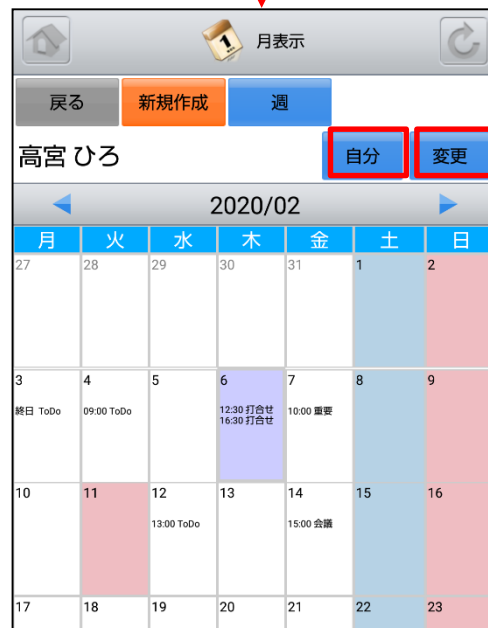 1 月表示
戻る 新規作成 週
高宮 ひろ 自分 変更
2020/02
月 火 水 木 金 土 日
27 28 29 30 31 1 2
3 4 5 6 7 8 9
終日 ToDo 09:00 ToDo 12:30 打合せ 10:00 重要
16:30 打合せ
10 11 12 13 14 15 16
13:00 ToDo 15:00 会議
17 18 19 20 21 22 23